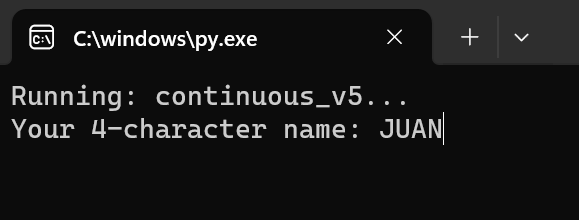 C:\windows\py.exe
Running: continuous_v5...
Your 4-character name: JUAN